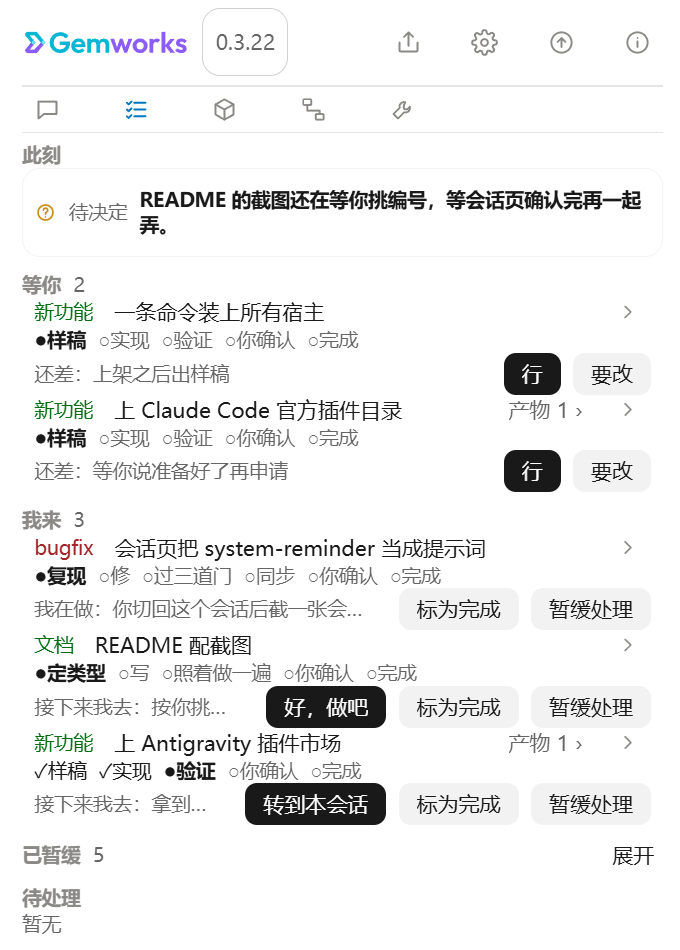 Gemworks 0.3.22
此刻
待决定 README 的截图还在等你挑编号，等会话页确认完再一起弄。
等你 2
新功能 一条命令装上所有宿主
●样稿 ○实现 ○验证 ○你确认 ○完成
还差：上架之后出样稿 行 要改
新功能 上 Claude Code 官方插件目录 产物 1 ›
●样稿 ○实现 ○验证 ○你确认 ○完成
还差：等你说准备好了再申请 行 要改
我来 3
bugfix 会话页把 system-reminder 当成提示词
●复现 ○修 ○过三道门 ○同步 ○你确认 ○完成
我在做：你切回这个会话后截一张会... 标为完成 暂缓处理
文档 README 配截图
●定类型 ○写 ○照着做一遍 ○你确认 ○完成
接下来我去：按你挑... 好，做吧 标为完成 暂缓处理
新功能 上 Antigravity 插件市场 产物 1 ›
✓样稿 ✓实现 ●验证 ○你确认 ○完成
接下来我去：拿到... 转到本会话 标为完成 暂缓处理
已暂缓 5 展开
待处理
暂无